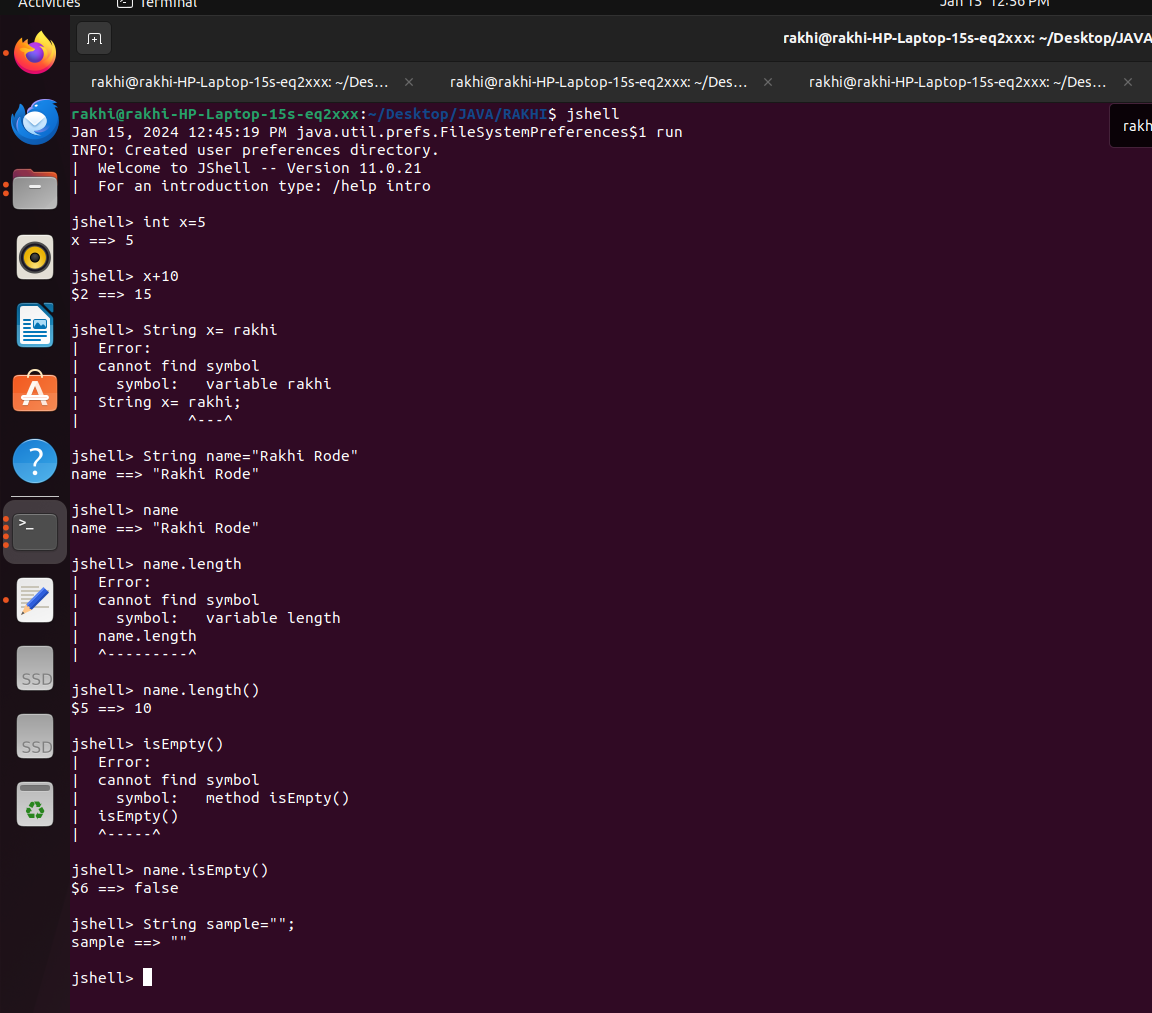 Activities Terminal Jan 15 12:56 PM
rakhi@rakhi-HP-Laptop-15s-eq2xxx: ~/Desktop/JAVA
rakhi@rakhi-HP-Laptop-15s-eq2xxx: ~/Des... × rakhi@rakhi-HP-Laptop-15s-eq2xxx: ~/Des... × rakhi@rakhi-HP-Laptop-15s-eq2xxx: ~/Des... ×
rakh
rakhi@rakhi-HP-Laptop-15s-eq2xxx:~/Desktop/JAVA/RAKHI$ jshell
Jan 15, 2024 12:45:19 PM java.util.prefs.FileSystemPreferences$1 run
INFO: Created user preferences directory.
|  Welcome to JShell -- Version 11.0.21
|  For an introduction type: /help intro

jshell> int x=5
x ==> 5

jshell> x+10
$2 ==> 15

jshell> String x= rakhi
|  Error:
|  cannot find symbol
|    symbol:   variable rakhi
|  String x= rakhi;
|            ^---^

jshell> String name="Rakhi Rode"
name ==> "Rakhi Rode"

jshell> name
name ==> "Rakhi Rode"

jshell> name.length
|  Error:
|  cannot find symbol
|    symbol:   variable length
|  name.length
|  ^---------^

jshell> name.length()
$5 ==> 10

jshell> isEmpty()
|  Error:
|  cannot find symbol
|    symbol:   method isEmpty()
|  isEmpty()
|  ^-----^

jshell> name.isEmpty()
$6 ==> false

jshell> String sample="";
sample ==> ""

jshell>
>_
SSD
SSD